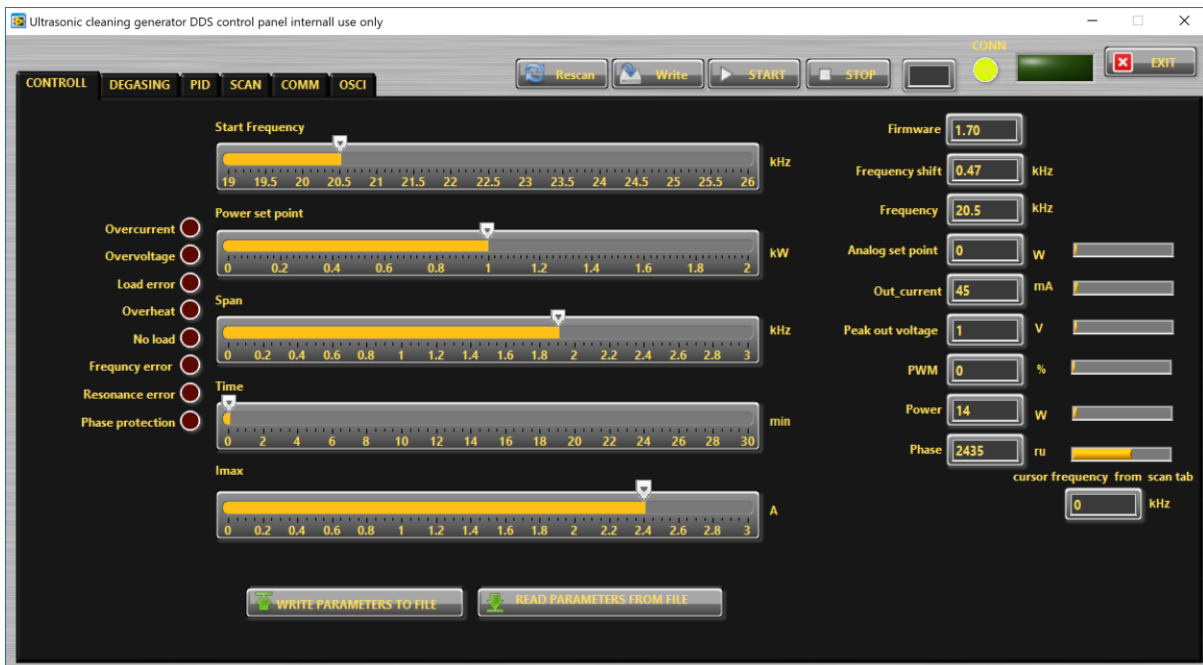 Ultrasonic cleaning generator DDS control panel internall use only
CONN
Rescan Write START STOP EXIT
CONTROLL DEGASING PID SCAN COMM OSCI
Start Frequency
kHz
19 19.5 20 20.5 21 21.5 22 22.5 23 23.5 24 24.5 25 25.5 26
Power set point
kW
0 0.2 0.4 0.6 0.8 1 1.2 1.4 1.6 1.8 2
Span
kHz
0 0.2 0.4 0.6 0.8 1 1.2 1.4 1.6 1.8 2 2.2 2.4 2.6 2.8 3
Time
min
0 2 4 6 8 10 12 14 16 18 20 22 24 26 28 30
Imax
A
0 0.2 0.4 0.6 0.8 1 1.2 1.4 1.6 1.8 2 2.2 2.4 2.6 2.8 3
Overcurrent
Overvoltage
Load error
Overheat
No load
Frequncy error
Resonance error
Phase protection
Firmware 1.70
Frequency shift 0.47 kHz
Frequency 20.5 kHz
Analog set point 0 W
Out_current 45 mA
Peak out voltage 1 V
PWM 0 %
Power 14 W
Phase 2435 ru
cursor frequency from scan tab
0 kHz
WRITE PARAMETERS TO FILE
READ PARAMETERS FROM FILE